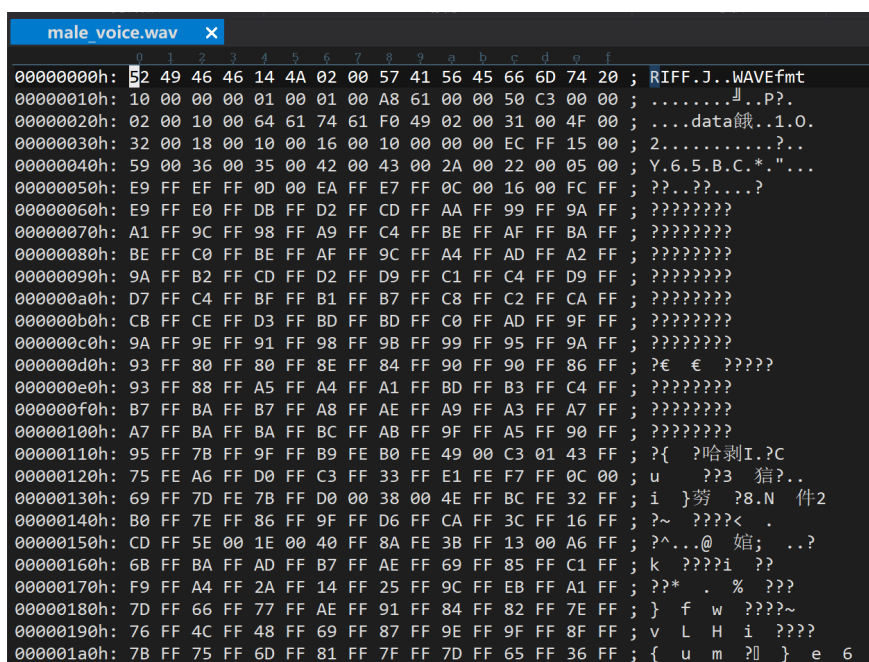 male_voice.wav ×
0 1 2 3 4 5 6 7 8 9 a b c d e f
00000000h: 52 49 46 46 14 4A 02 00 57 41 56 45 66 6D 74 20 ; RIFF.J..WAVEfmt
00000010h: 10 00 00 00 01 00 01 00 A8 61 00 00 50 C3 00 00 ; ........╝..P?.
00000020h: 02 00 10 00 64 61 74 61 F0 49 02 00 31 00 4F 00 ; ....data餓..1.O.
00000030h: 32 00 18 00 10 00 16 00 10 00 00 00 EC FF 15 00 ; 2...........?..
00000040h: 59 00 36 00 35 00 42 00 43 00 2A 00 22 00 05 00 ; Y.6.5.B.C.*."...
00000050h: E9 FF EF FF 0D 00 EA FF E7 FF 0C 00 16 00 FC FF ; ??..??....?
00000060h: E9 FF E0 FF DB FF D2 FF CD FF AA FF 99 FF 9A FF ; ????????
00000070h: A1 FF 9C FF 98 FF A9 FF C4 FF BE FF AF FF BA FF ; ????????
00000080h: BE FF C0 FF BE FF AF FF 9C FF A4 FF AD FF A2 FF ; ????????
00000090h: 9A FF B2 FF CD FF D2 FF D9 FF C1 FF C4 FF D9 FF ; ????????
000000a0h: D7 FF C4 FF BF FF B1 FF B7 FF C8 FF C2 FF CA FF ; ????????
000000b0h: CB FF CE FF D3 FF BD FF BD FF C0 FF AD FF 9F FF ; ????????
000000c0h: 9A FF 9E FF 91 FF 98 FF 9B FF 99 FF 95 FF 9A FF ; ????????
000000d0h: 93 FF 80 FF 80 FF 8E FF 84 FF 90 FF 90 FF 86 FF ; ?€ € ?????
000000e0h: 93 FF 88 FF A5 FF A4 FF A1 FF BD FF B3 FF C4 FF ; ????????
000000f0h: B7 FF BA FF B7 FF A8 FF AE FF A9 FF A3 FF A7 FF ; ????????
00000100h: A7 FF BA FF BA FF BC FF AB FF 9F FF A5 FF 90 FF ; ????????
00000110h: 95 FF 7B FF 9F FF B9 FE B0 FE 49 00 C3 01 43 FF ; ?{ ?哈剥I.?C
00000120h: 75 FE A6 FF D0 FF C3 FF 33 FF E1 FE F7 FF 0C 00 ; u ??3 狺?..
00000130h: 69 FF 7D FE 7B FF D0 00 38 00 4E FF BC FE 32 FF ; i }劳 ?8.N 件2
00000140h: B0 FF 7E FF 86 FF 9F FF D6 FF CA FF 3C FF 16 FF ; ?~ ????< .
00000150h: CD FF 5E 00 1E 00 40 FF 8A FE 3B FF 13 00 A6 FF ; ?^...@ 婠; ..?
00000160h: 6B FF BA FF AD FF B7 FF AE FF 69 FF 85 FF C1 FF ; k ????i ??
00000170h: F9 FF A4 FF 2A FF 14 FF 25 FF 9C FF EB FF A1 FF ; ??* . % ???
00000180h: 7D FF 66 FF 77 FF AE FF 91 FF 84 FF 82 FF 7E FF ; } f w ????~
00000190h: 76 FF 4C FF 48 FF 69 FF 87 FF 9E FF 9F FF 8F FF ; v L H i ????
000001a0h: 7B FF 75 FF 6D FF 81 FF 7F FF 7D FF 65 FF 36 FF ; { u m ? } e 6